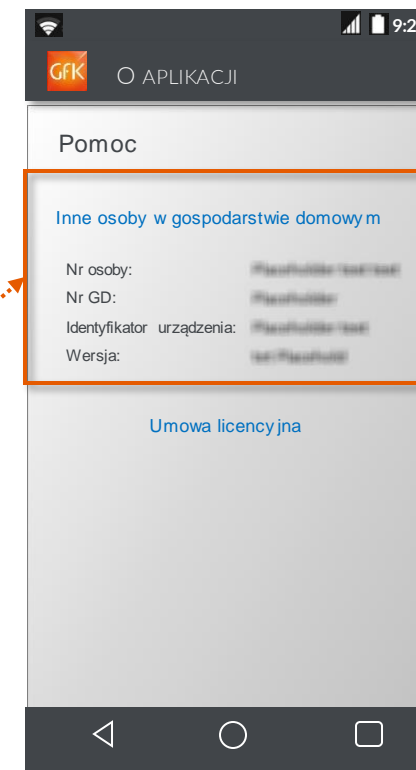 9:2
GfK O APLIKACJI
Pomoc
Inne osoby w gospodarstwie domowym
Nr osoby:
Nr GD:
Identyfikator urządzenia:
Wersja:
Umowa licencyjna